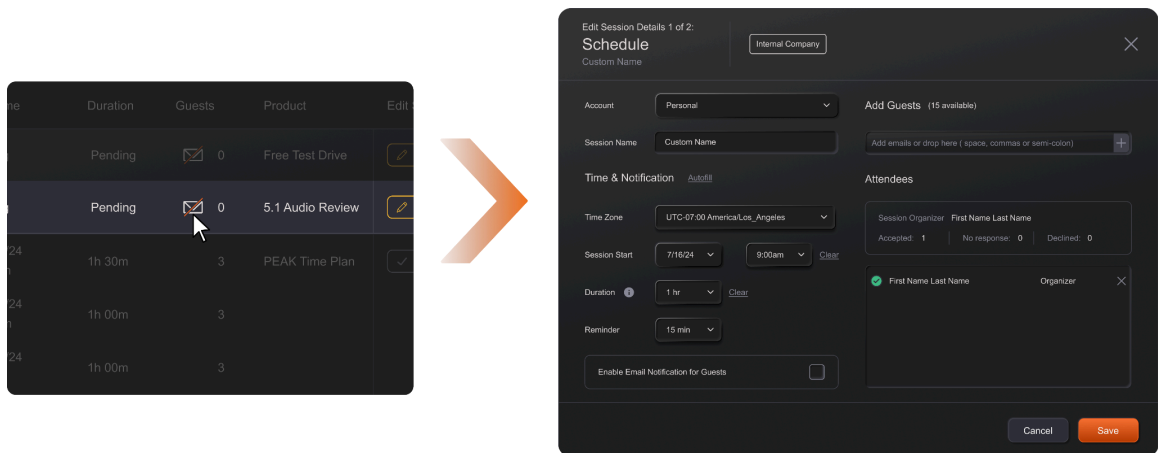 me Duration Guests Product Edit S
Pending 0 Free Test Drive
Pending 0 5.1 Audio Review
/24
1h 30m 3 PEAK Time Plan
/24
1h 00m 3
/24
1h 00m 3
Edit Session Details 1 of 2:
Schedule
Custom Name
Internal Company
Account Personal
Session Name Custom Name
Time & Notification Autofill
Time Zone UTC-07:00 America/Los_Angeles
Session Start 7/16/24 9:00am Clear
Duration 1 hr Clear
Reminder 15 min
Enable Email Notification for Guests
Add Guests (15 available)
Add emails or drop here ( space, commas or semi-colon)
Attendees
Session Organizer First Name Last Name
Accepted: 1 No response: 0 Declined: 0
First Name Last Name Organizer
Cancel Save